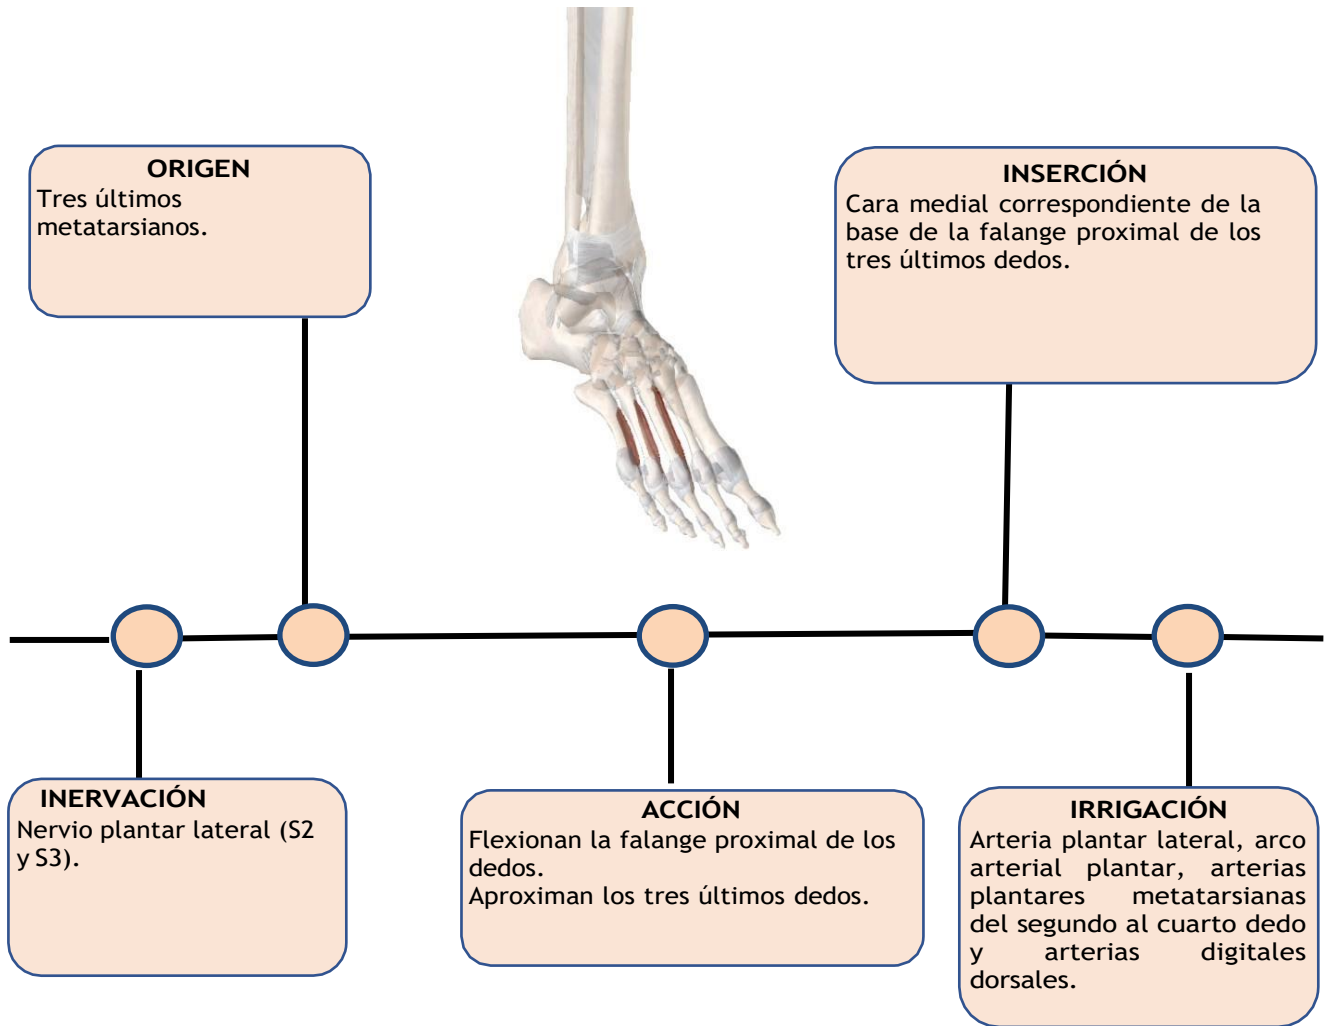 ORIGEN
Tres últimos
metatarsianos.
INSERCIÓN
Cara medial correspondiente de la
base de la falange proximal de los
tres últimos dedos.
INERVACIÓN
Nervio plantar lateral (S2
y S3).
ACCIÓN
Flexionan la falange proximal de los
dedos.
Aproximan los tres últimos dedos.
IRRIGACIÓN
Arteria plantar lateral, arco
arterial plantar, arterias
plantares metatarsianas
del segundo al cuarto dedo
y arterias digitales
dorsales.